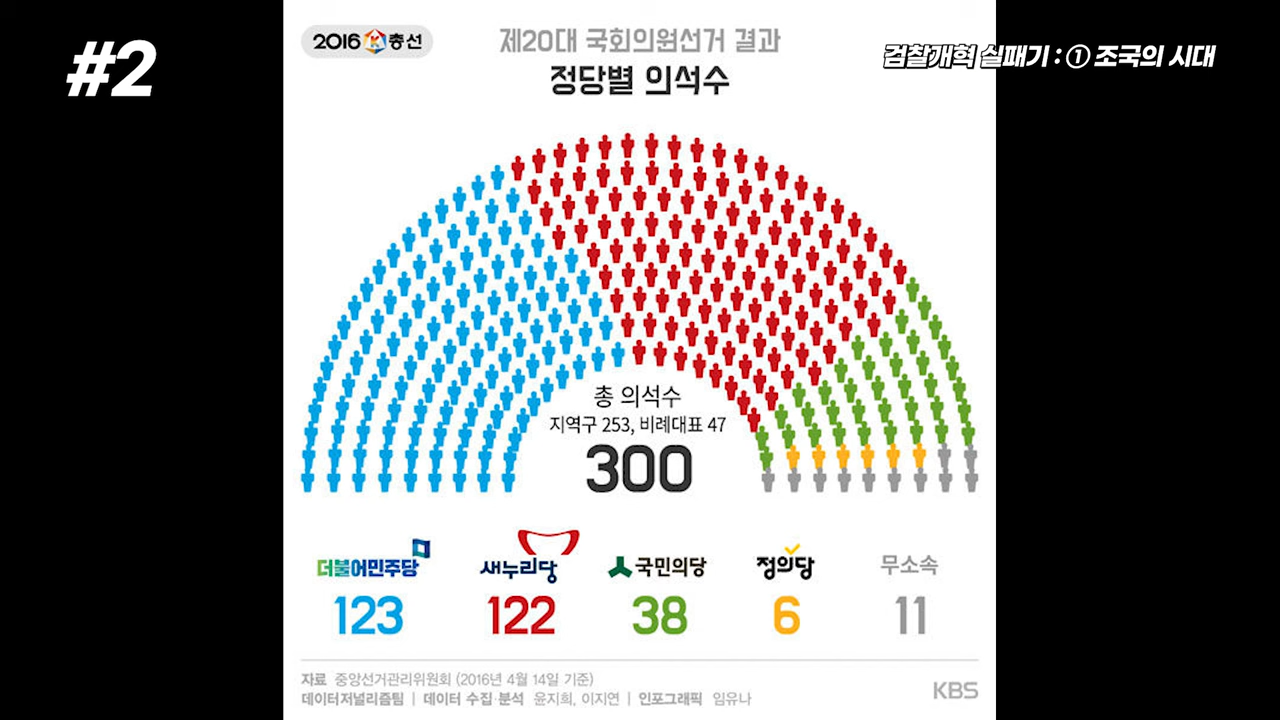 #2
검찰개혁 실패기 : ① 조국의 시대
2016 K 총선
제20대 국회의원선거 결과
정당별 의석수
총 의석수
지역구 253, 비례대표 47
300
더불어민주당 새누리당 국민의당 정의당 무소속
123 122 38 6 11
자료 중앙선거관리위원회 (2016년 4월 14일 기준)
데이터저널리즘팀 | 데이터 수집·분석 윤지희, 이지연 | 인포그래픽 임유나
KBS